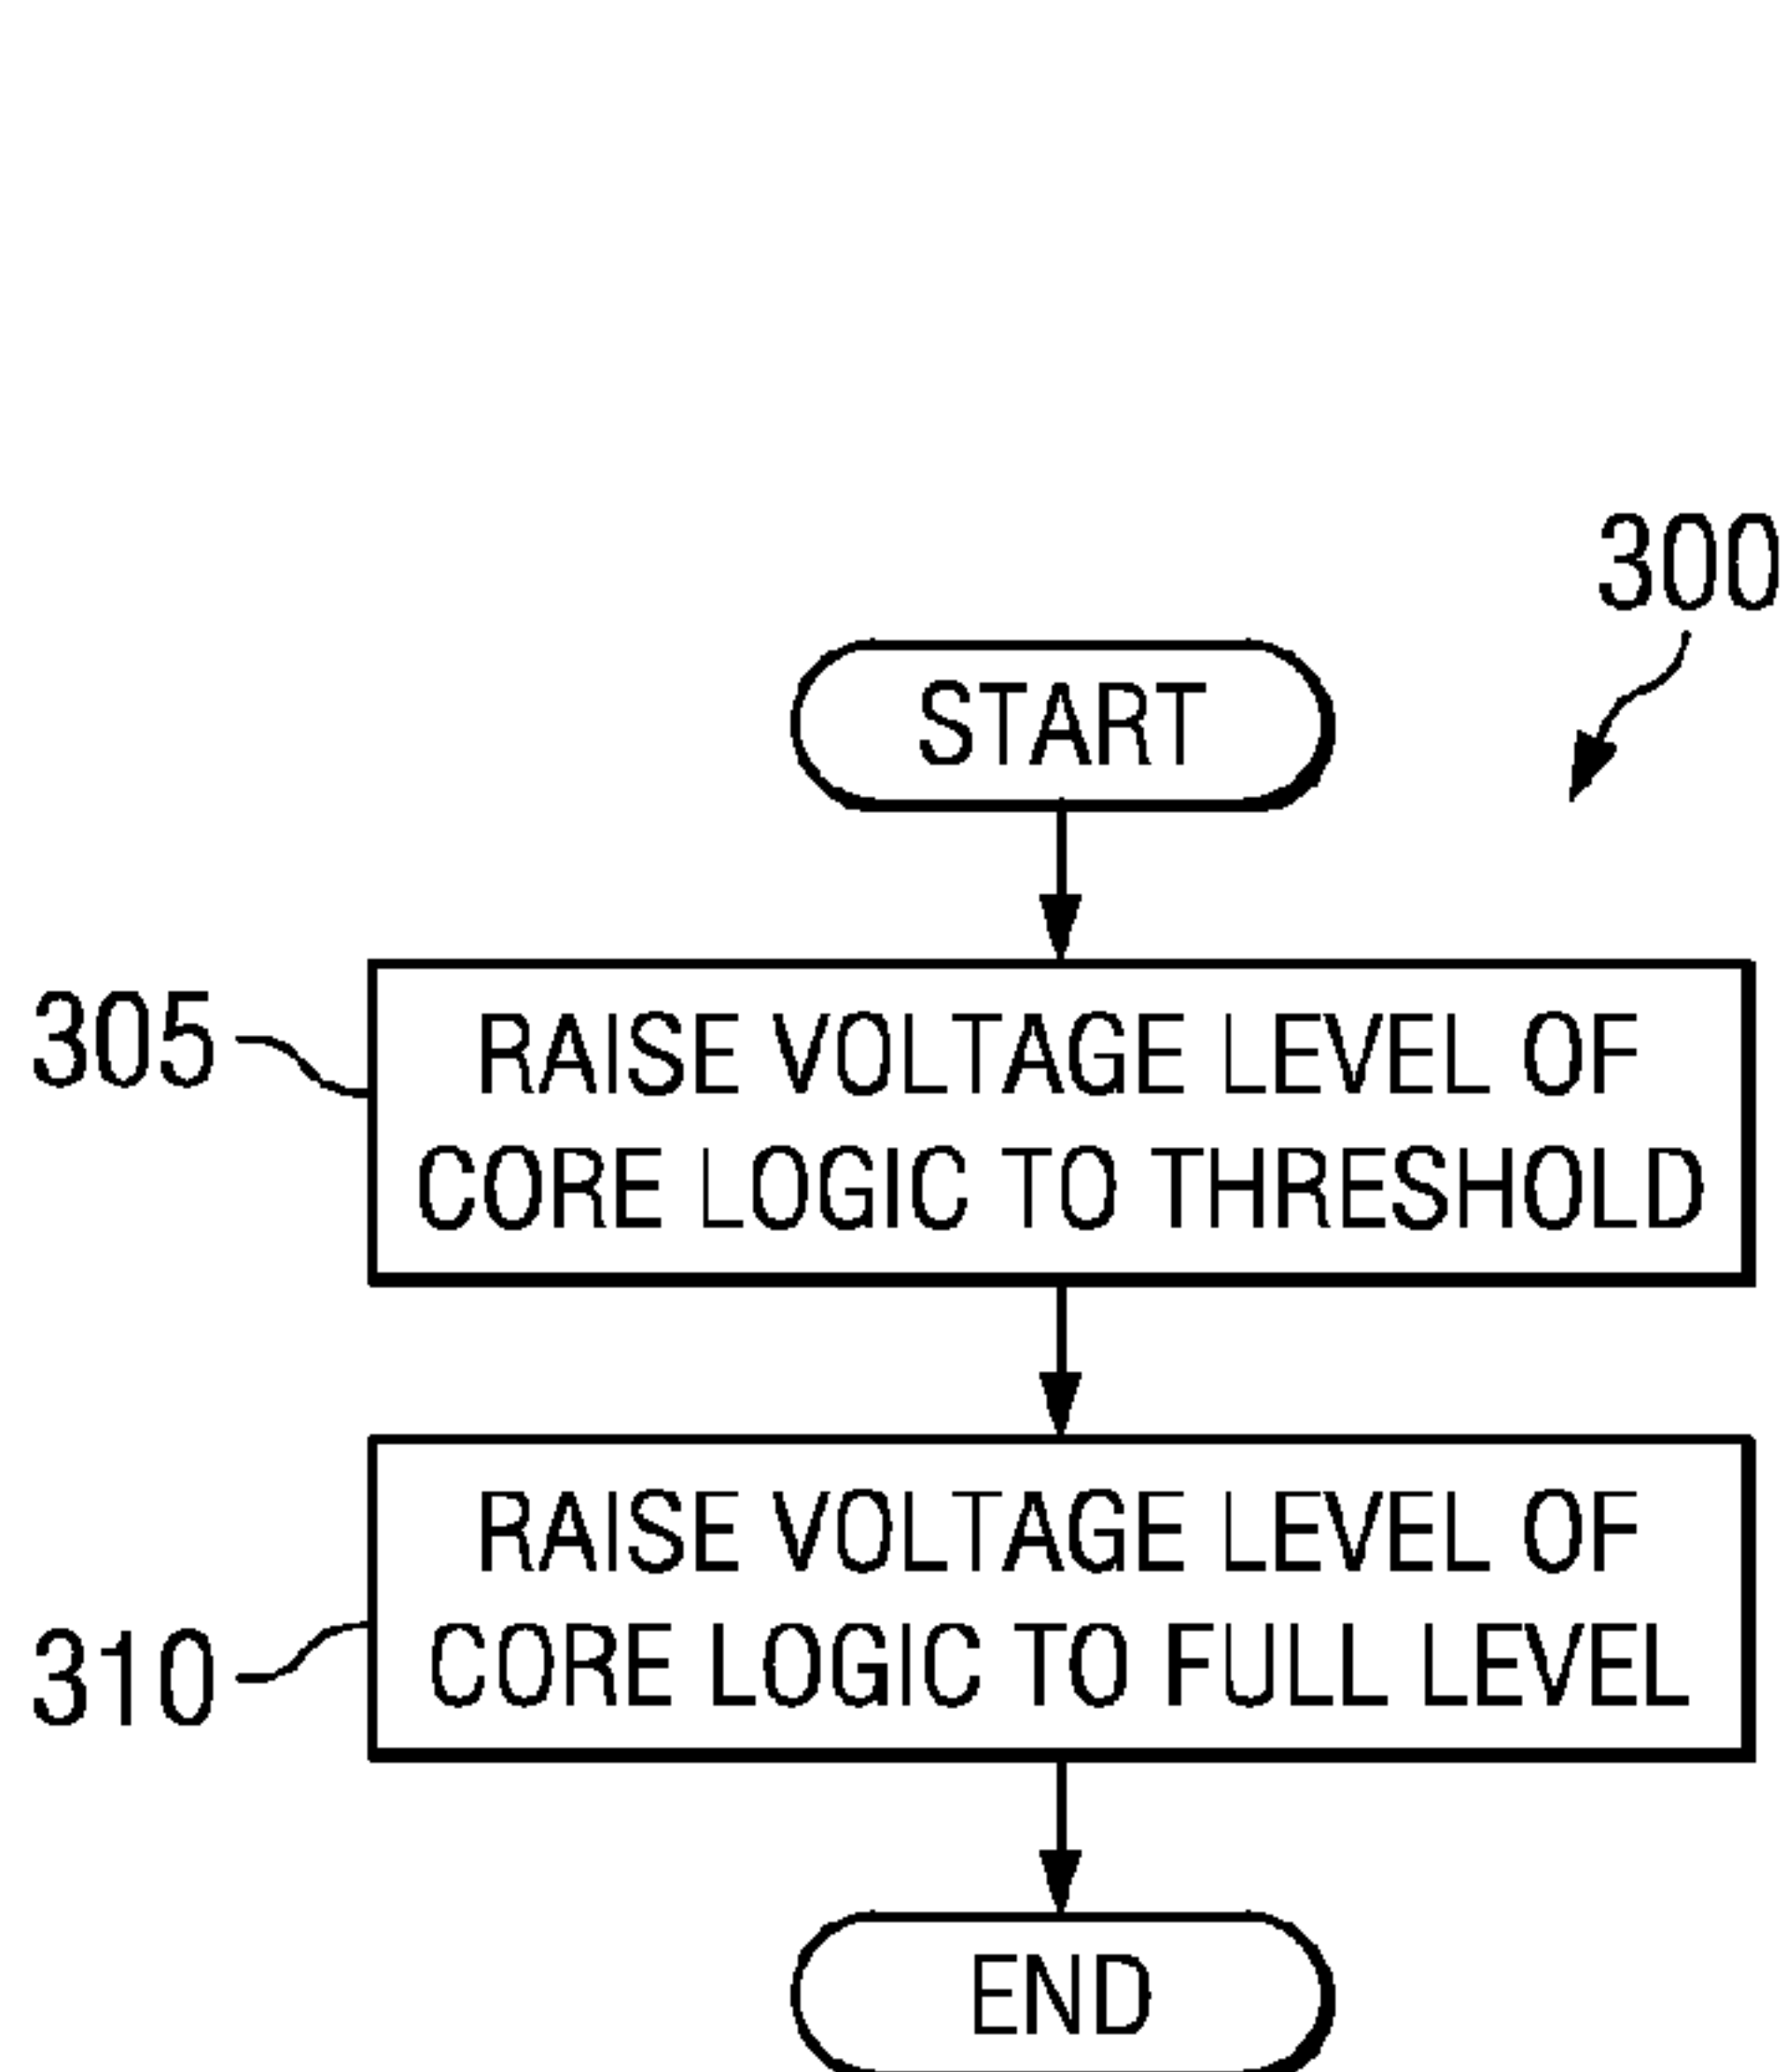 300
START
305
RAISE VOLTAGE LEVEL OF
CORE LOGIC TO THRESHOLD
RAISE VOLTAGE LEVEL OF
CORE LOGIC TO FULL LEVEL
310
END